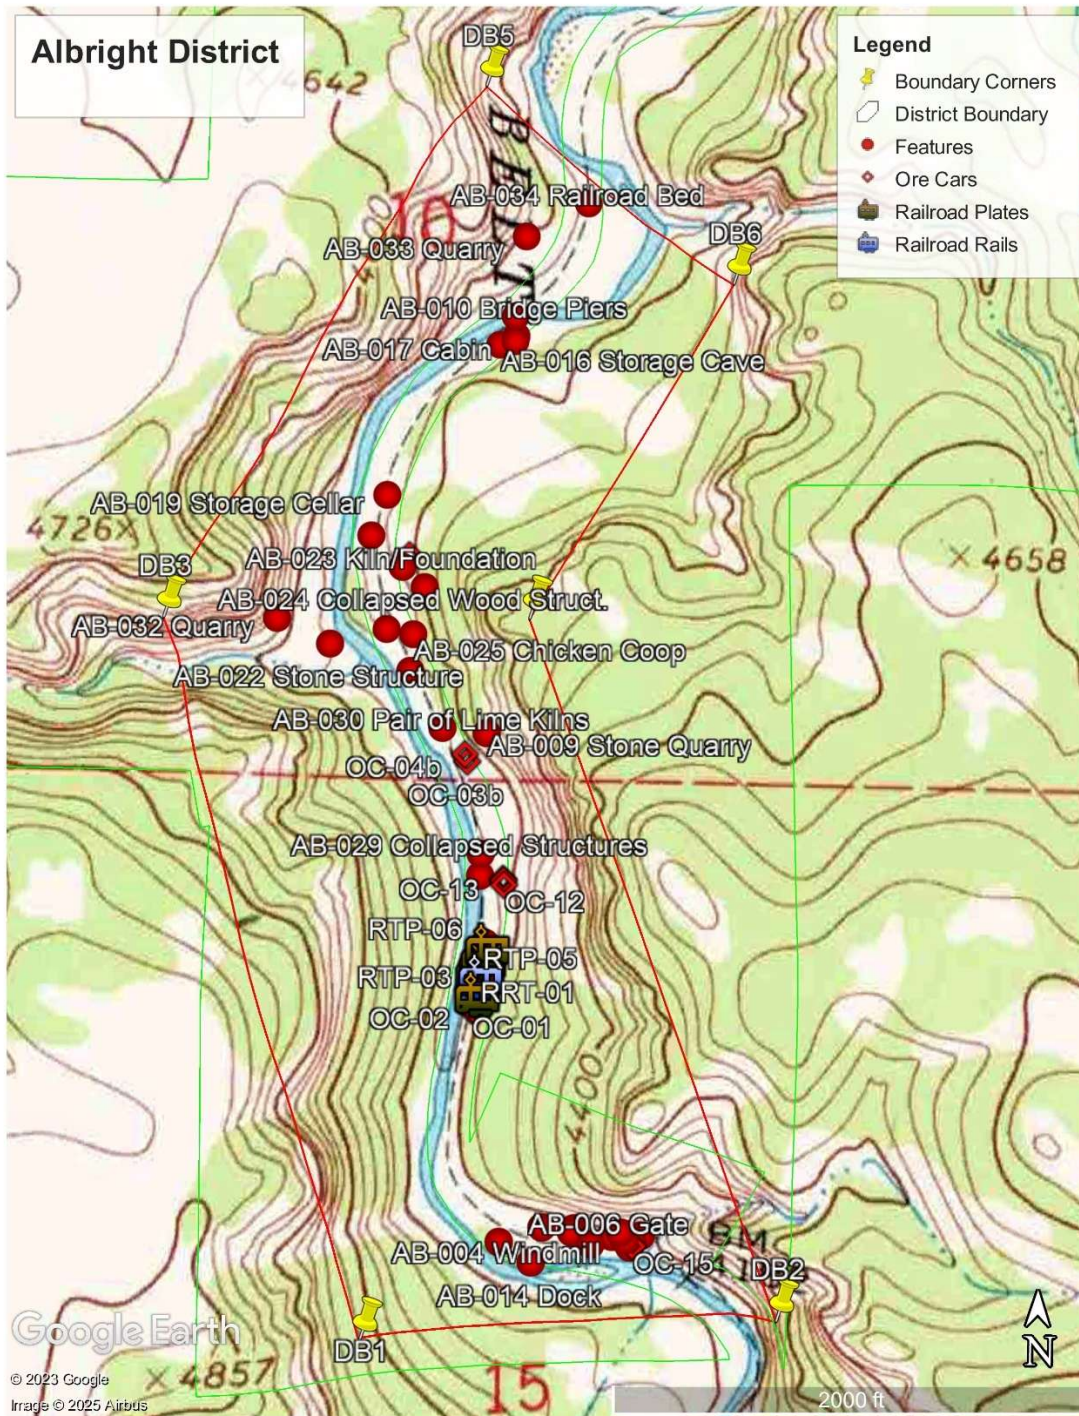 Albright District
Legend
Boundary Corners
District Boundary
Features
Ore Cars
Railroad Plates
Railroad Rails
DB5
4642
BELT
10
AB-034 Railroad Bed
DB6
AB-033 Quarry
AB-010 Bridge Piers
AB-017 Cabin
AB-016 Storage Cave
AB-019 Storage Cellar
4726X
DB3
AB-023 Kiln/Foundation
X 4658
AB-024 Collapsed Wood Struct.
AB-032 Quarry
AB-025 Chicken Coop
AB-022 Stone Structure
AB-030 Pair of Lime Kilns
AB-009 Stone Quarry
OC-04b
OC-03b
AB-029 Collapsed Structures
OC-13
OC-12
RTP-06
RTP-05
RTP-03
RRT-01
OC-02
OC-01
4400
AB-006 Gate
BM
AB-004 Windmill
OC-15
DB2
AB-014 Dock
Google Earth
DB1
N
X 4857
© 2023 Google
15
2000 ft
Image © 2025 Airbus